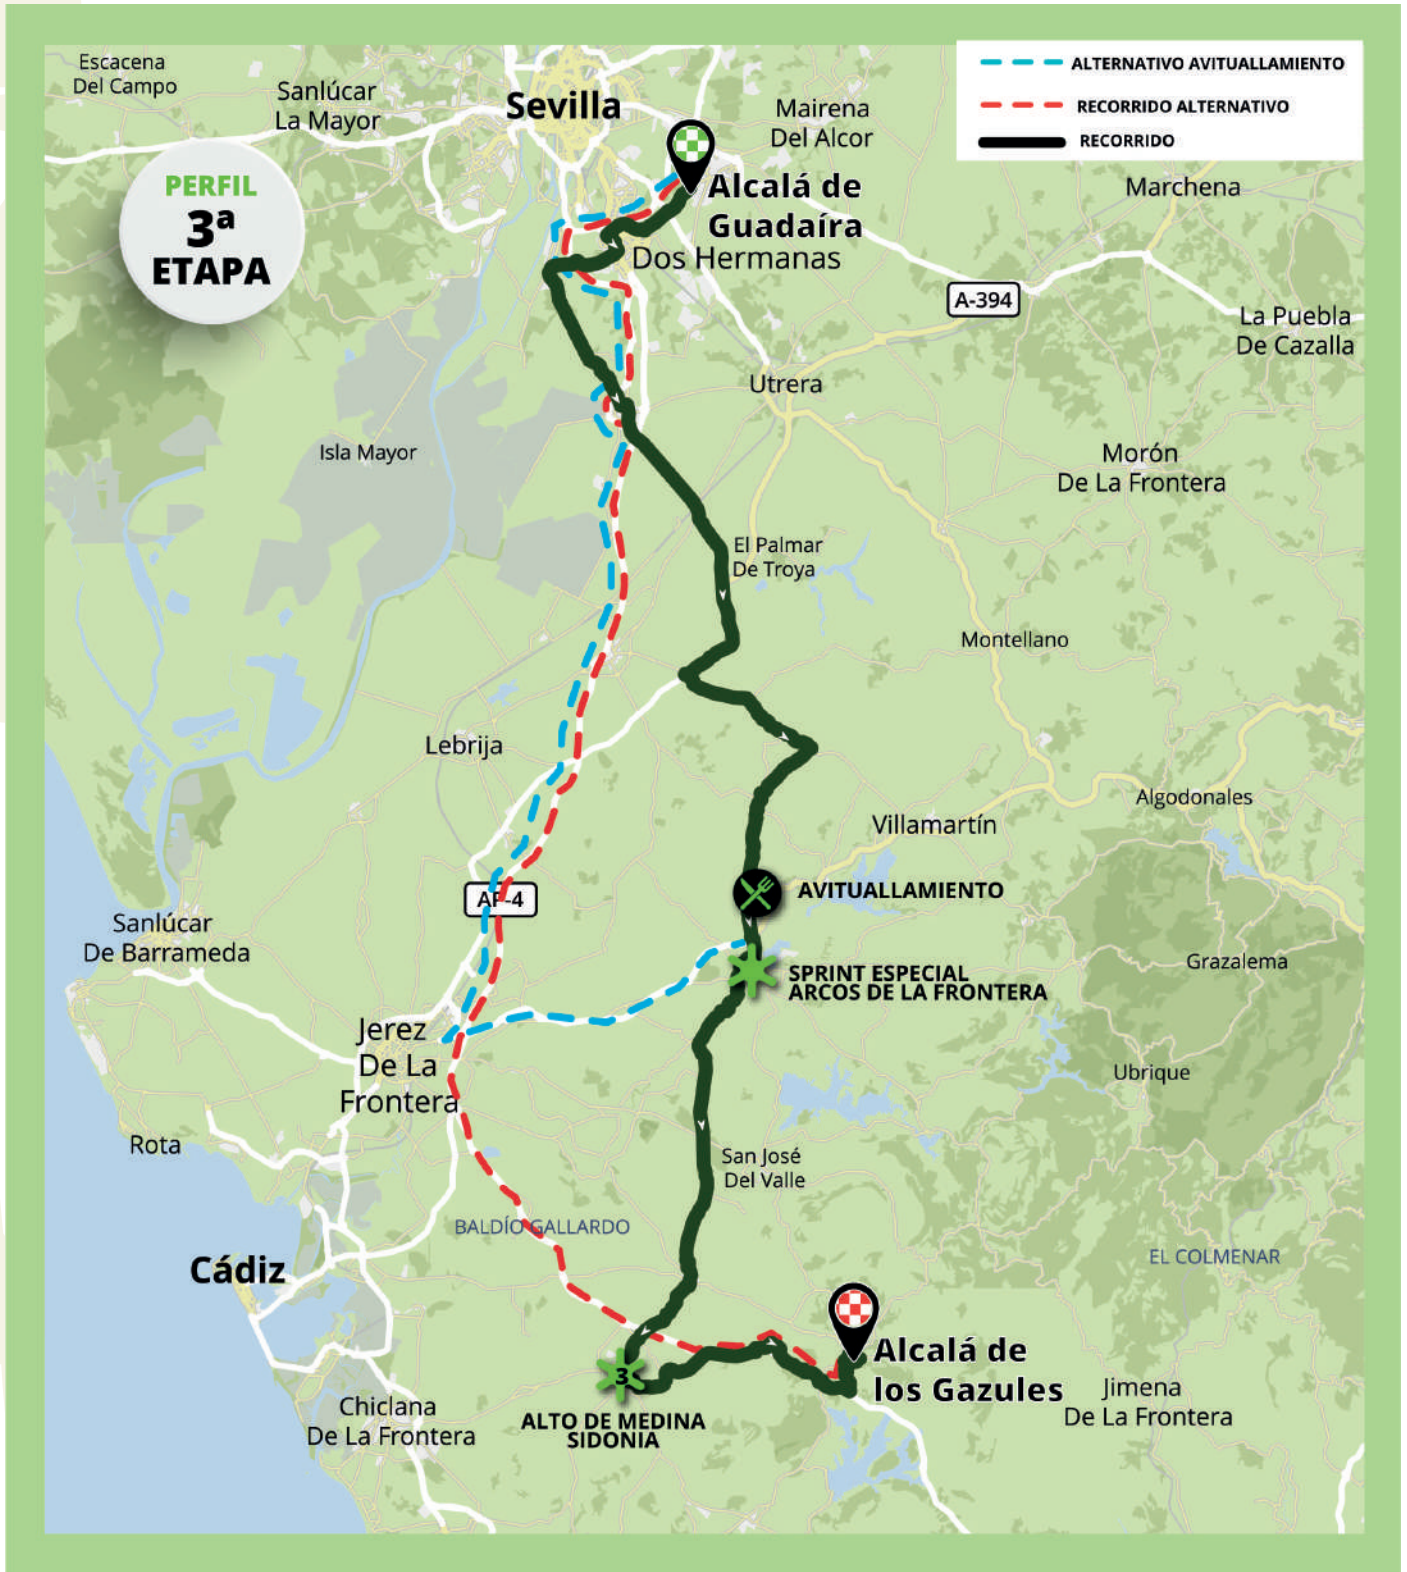 Escacena
Del Campo
Sanlúcar
La Mayor
Sevilla
Mairena
Del Alcor
ALTERNATIVO AVITUALLAMIENTO
RECORRIDO ALTERNATIVO
RECORRIDO
PERFIL
3ª
ETAPA
Alcalá de
Guadaíra
Dos Hermanas
Marchena
A-394
La Puebla
De Cazalla
Utrera
Isla Mayor
Morón
De La Frontera
El Palmar
De Troya
Montellano
Lebrija
Algodonales
Villamartín
AVITUALLAMIENTO
AP-4
Sanlúcar
De Barrameda
SPRINT ESPECIAL
ARCOS DE LA FRONTERA
Grazalema
Jerez
De La
Frontera
Ubrique
Rota
San José
Del Valle
BALDÍO GALLARDO
EL COLMENAR
Cádiz
Alcalá de
los Gazules
3
ALTO DE MEDINA
SIDONIA
Chiclana
De La Frontera
Jimena
De La Frontera